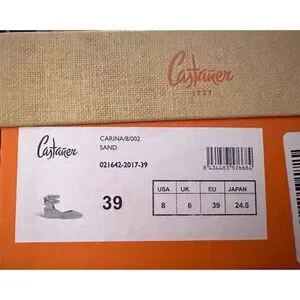 Castañer
1927
CARINA/8/002
SAND
Castañer
021642-2017-39
8434483578684
39
USA UK EU JAPAN
8 6 39 24.5